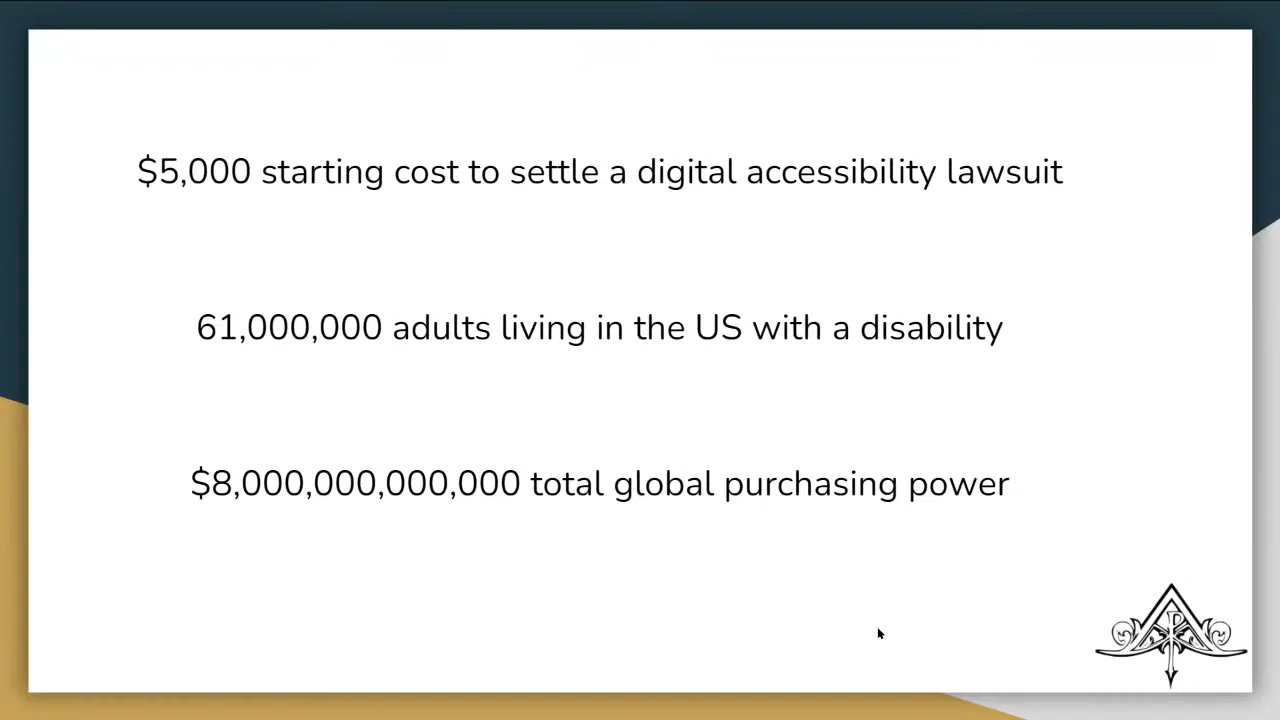 $5,000 starting cost to settle a digital accessibility lawsuit
61,000,000 adults living in the US with a disability
$8,000,000,000,000 total global purchasing power